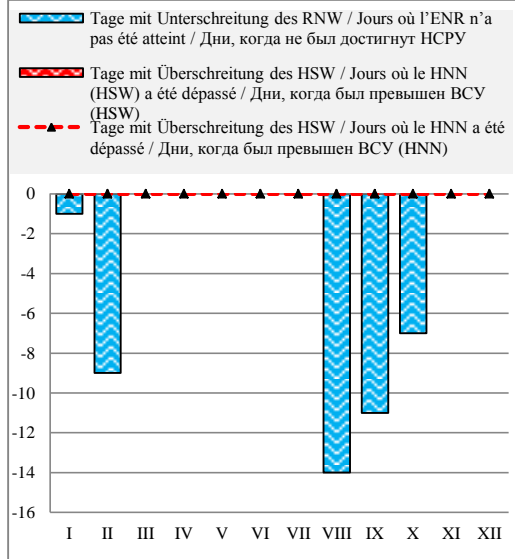 Tage mit Unterschreitung des RNW / Jours où l’ENR n’a
pas été atteint / Дни, когда не был достигнут НСРУ
Tage mit Überschreitung des HSW / Jours où le HNN
(HSW) a été dépassé / Дни, когда был превышен ВСУ
(HSW)
Tage mit Überschreitung des HSW / Jours où le HNN a été
dépassé / Дни, когда был превышен ВСУ (HNN)
0
-2
-4
-6
-8
-10
-12
-14
-16
I II III IV V VI VII VIII IX X XI XII